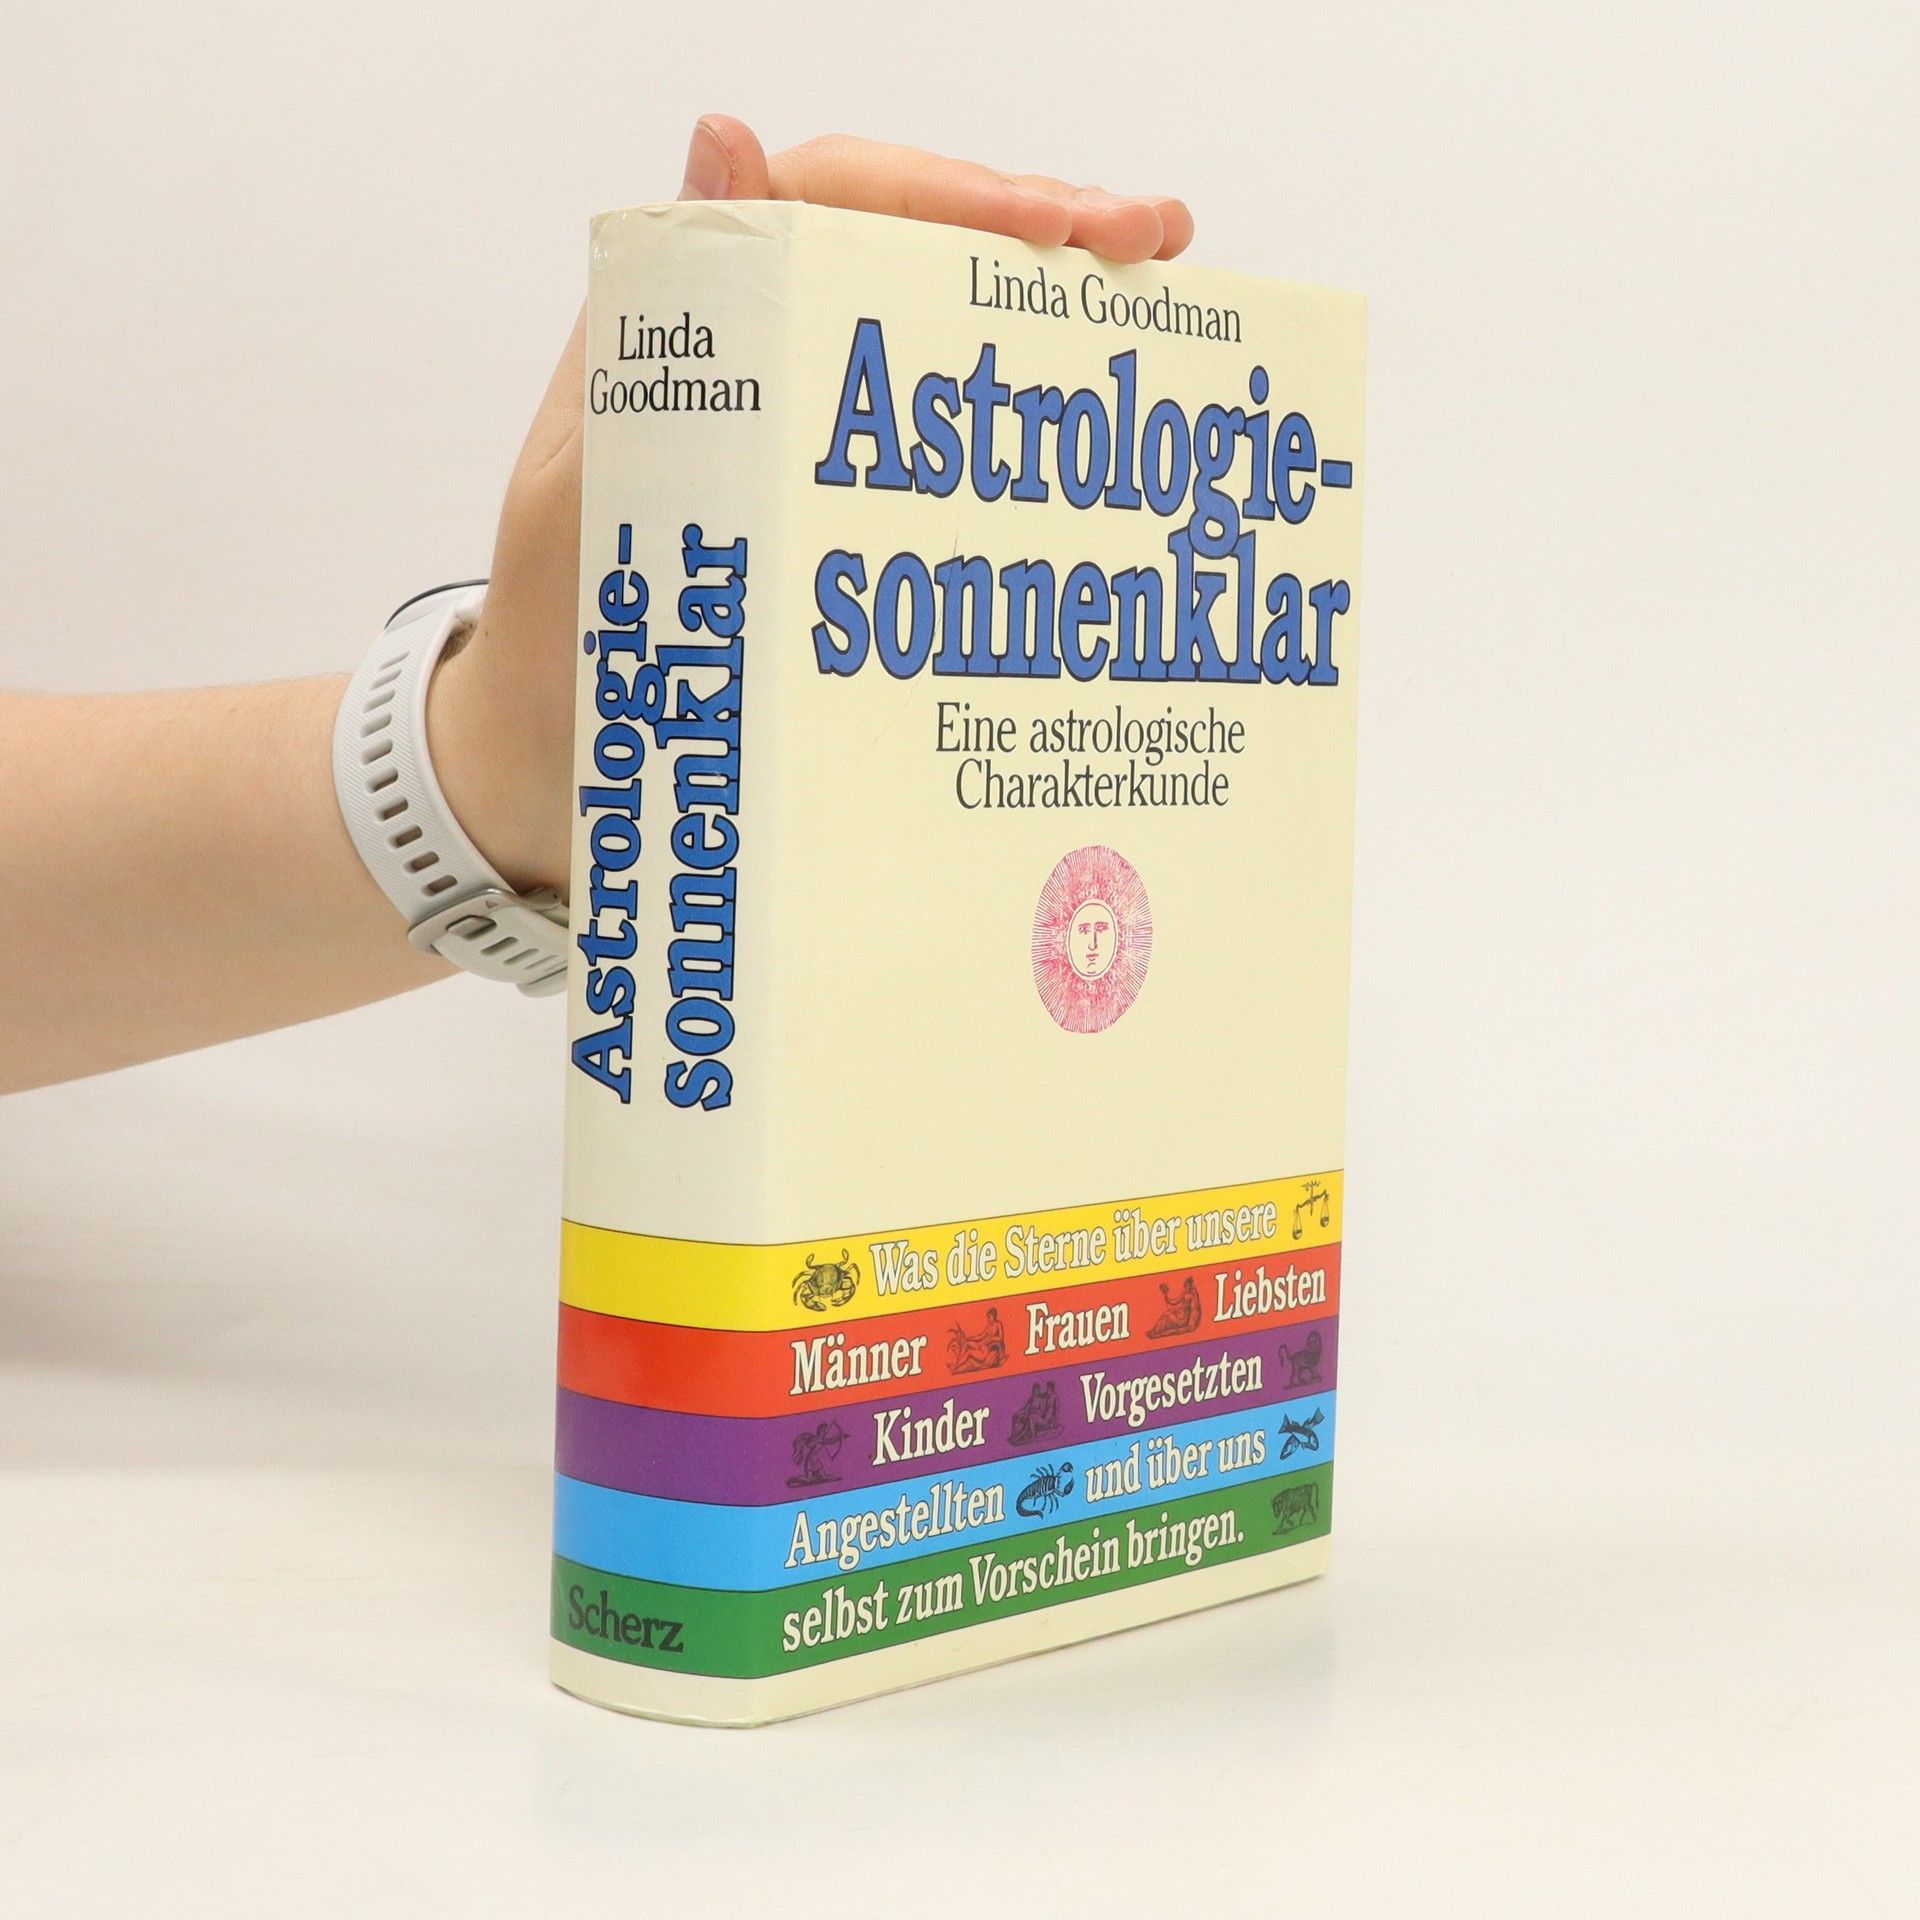 Linda
Goodman
Astrologie-
sonnenklar
Scherz
Linda Goodman
Astrologie-
sonnenklar
Eine astrologische
Charakterkunde
Was die Sterne über unsere
Männer Frauen Liebsten
Kinder Vorgesetzten
Angestellten und über uns
selbst zum Vorschein bringen.